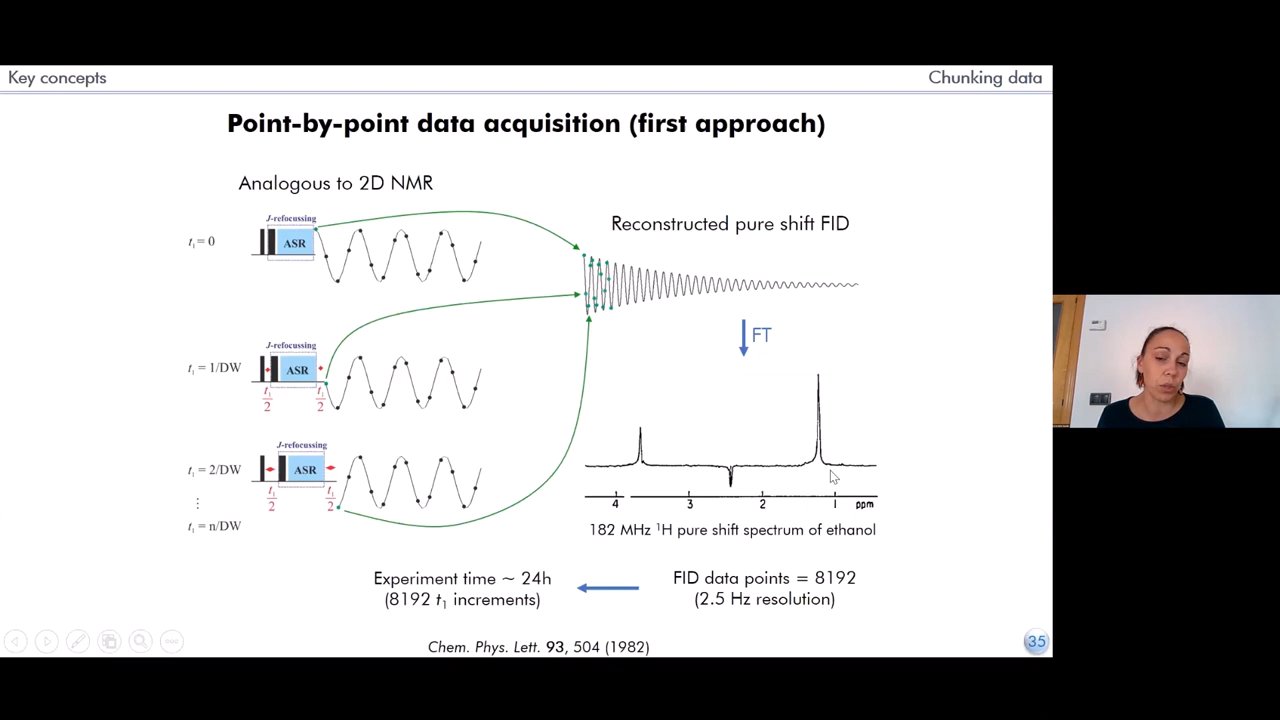 Key concepts
Chunking data
Point-by-point data acquisition (first approach)
Analogous to 2D NMR
J-refocussing
t₁ = 0
ASR
J-refocussing
t₁ = 1/DW
ASR
t₁/2
t₁/2
J-refocussing
t₁ = 2/DW
ASR
t₁/2
t₁/2
⋮
t₁ = n/DW
Reconstructed pure shift FID
FT
4 3 2 1 ppm
182 MHz ¹H pure shift spectrum of ethanol
Experiment time ~ 24h
(8192 t₁ increments)
FID data points = 8192
(2.5 Hz resolution)
Chem. Phys. Lett. 93, 504 (1982)
35